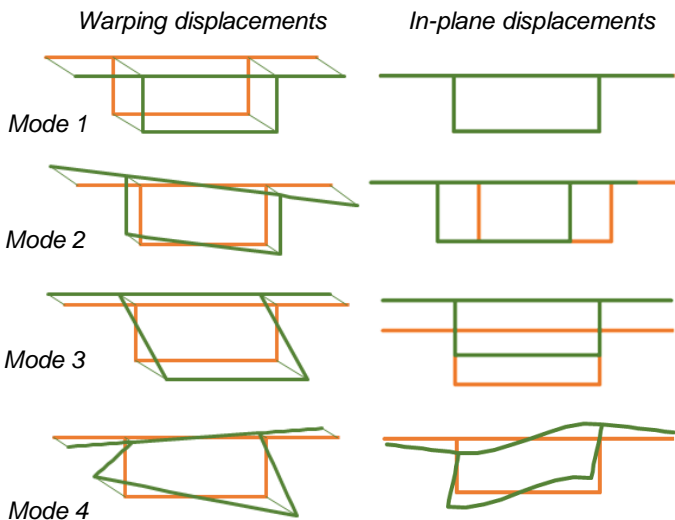 Warping displacements
In-plane displacements
Mode 1
Mode 2
Mode 3
Mode 4